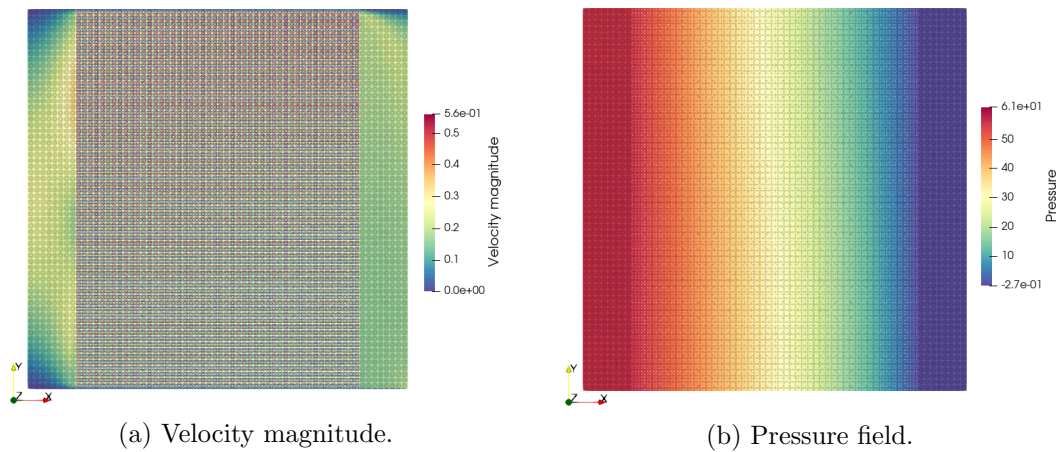 5.6e-01
0.5
0.4
0.3
0.2
0.1
0.0e+00
Velocity magnitude
Y
Z
X
(a) Velocity magnitude.
6.1e+01
50
40
30
20
10
-2.7e-01
Pressure
Y
Z
X
(b) Pressure field.